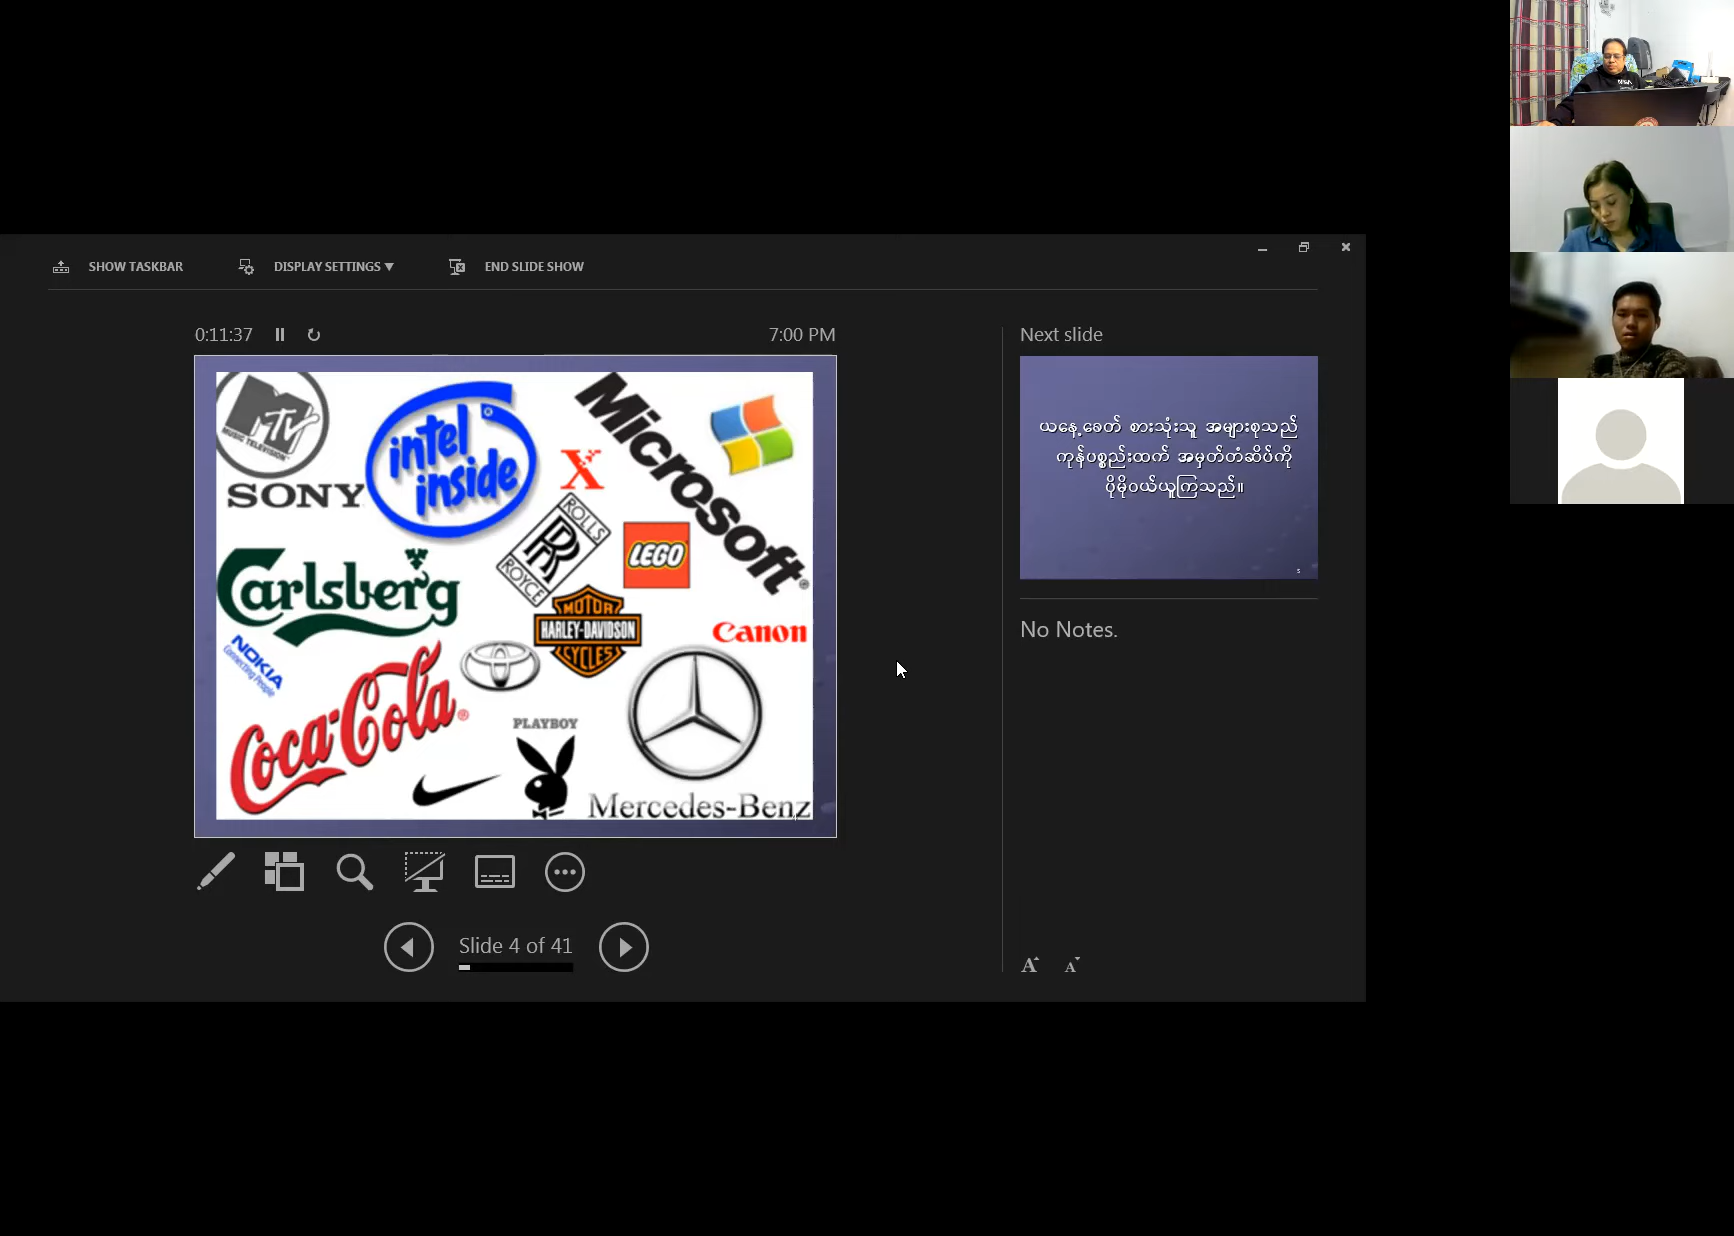 SHOW TASKBAR
DISPLAY SETTINGS
END SLIDE SHOW
0:11:37
7:00 PM
Next slide
MTV
MUSIC TELEVISION
SONY
intel
inside
X
Microsoft
ROLLS
RR
ROYCE
LEGO
Carlsberg
MOTOR
HARLEY-DAVIDSON
CYCLES
Canon
NOKIA
Connecting People
Coca-Cola
PLAYBOY
Mercedes-Benz
4
ယနေ့ခေတ် စားသုံးသူ အများစုသည်
ကုန်ပစ္စည်းထက် အမှတ်တံဆိပ်ကို
ပိုမိုဝယ်ယူကြသည်။
5
No Notes.
Slide 4 of 41